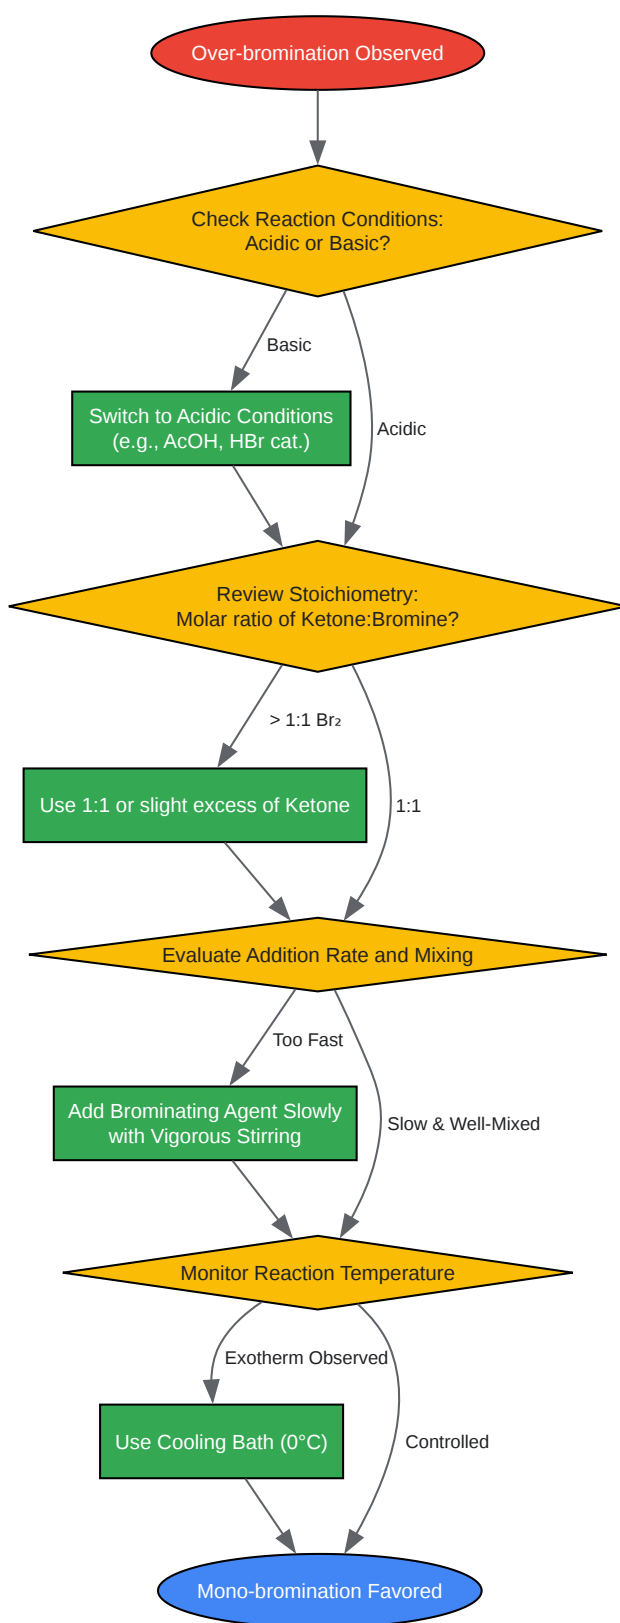 Over-bromination Observed
Check Reaction Conditions:
Acidic or Basic?
Basic
Switch to Acidic Conditions
(e.g., AcOH, HBr cat.)
Acidic
Review Stoichiometry:
Molar ratio of Ketone:Bromine?
> 1:1 Br₂
Use 1:1 or slight excess of Ketone
1:1
Evaluate Addition Rate and Mixing
Too Fast
Add Brominating Agent Slowly
with Vigorous Stirring
Slow & Well-Mixed
Monitor Reaction Temperature
Exotherm Observed
Use Cooling Bath (0°C)
Controlled
Mono-bromination Favored